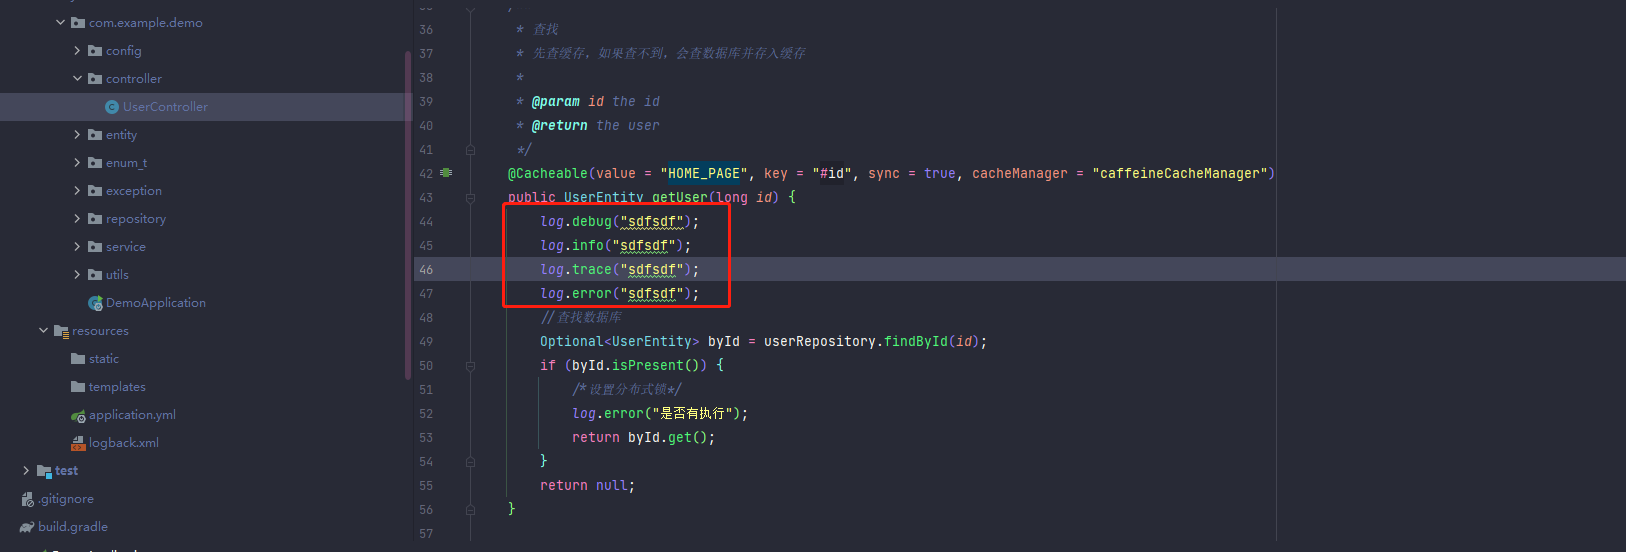 com.example.demo
config
controller
UserController
entity
enum_t
exception
repository
service
utils
DemoApplication
resources
static
templates
application.yml
logback.xml
test
.gitignore
build.gradle
36 * 查找
37 * 先查缓存，如果查不到，会查数据库并存入缓存
38 *
39 * @param id the id
40 * @return the user
41 */
42 @Cacheable(value = "HOME_PAGE", key = "#id", sync = true, cacheManager = "caffeineCacheManager")
43 public UserEntity getUser(long id) {
44 log.debug("sdfsdf");
45 log.info("sdfsdf");
46 log.trace("sdfsdf");
47 log.error("sdfsdf");
48 //查找数据库
49 Optional<UserEntity> byId = userRepository.findById(id);
50 if (byId.isPresent()) {
51 /*设置分布式锁*/
52 log.error("是否有执行");
53 return byId.get();
54 }
55 return null;
56 }
57